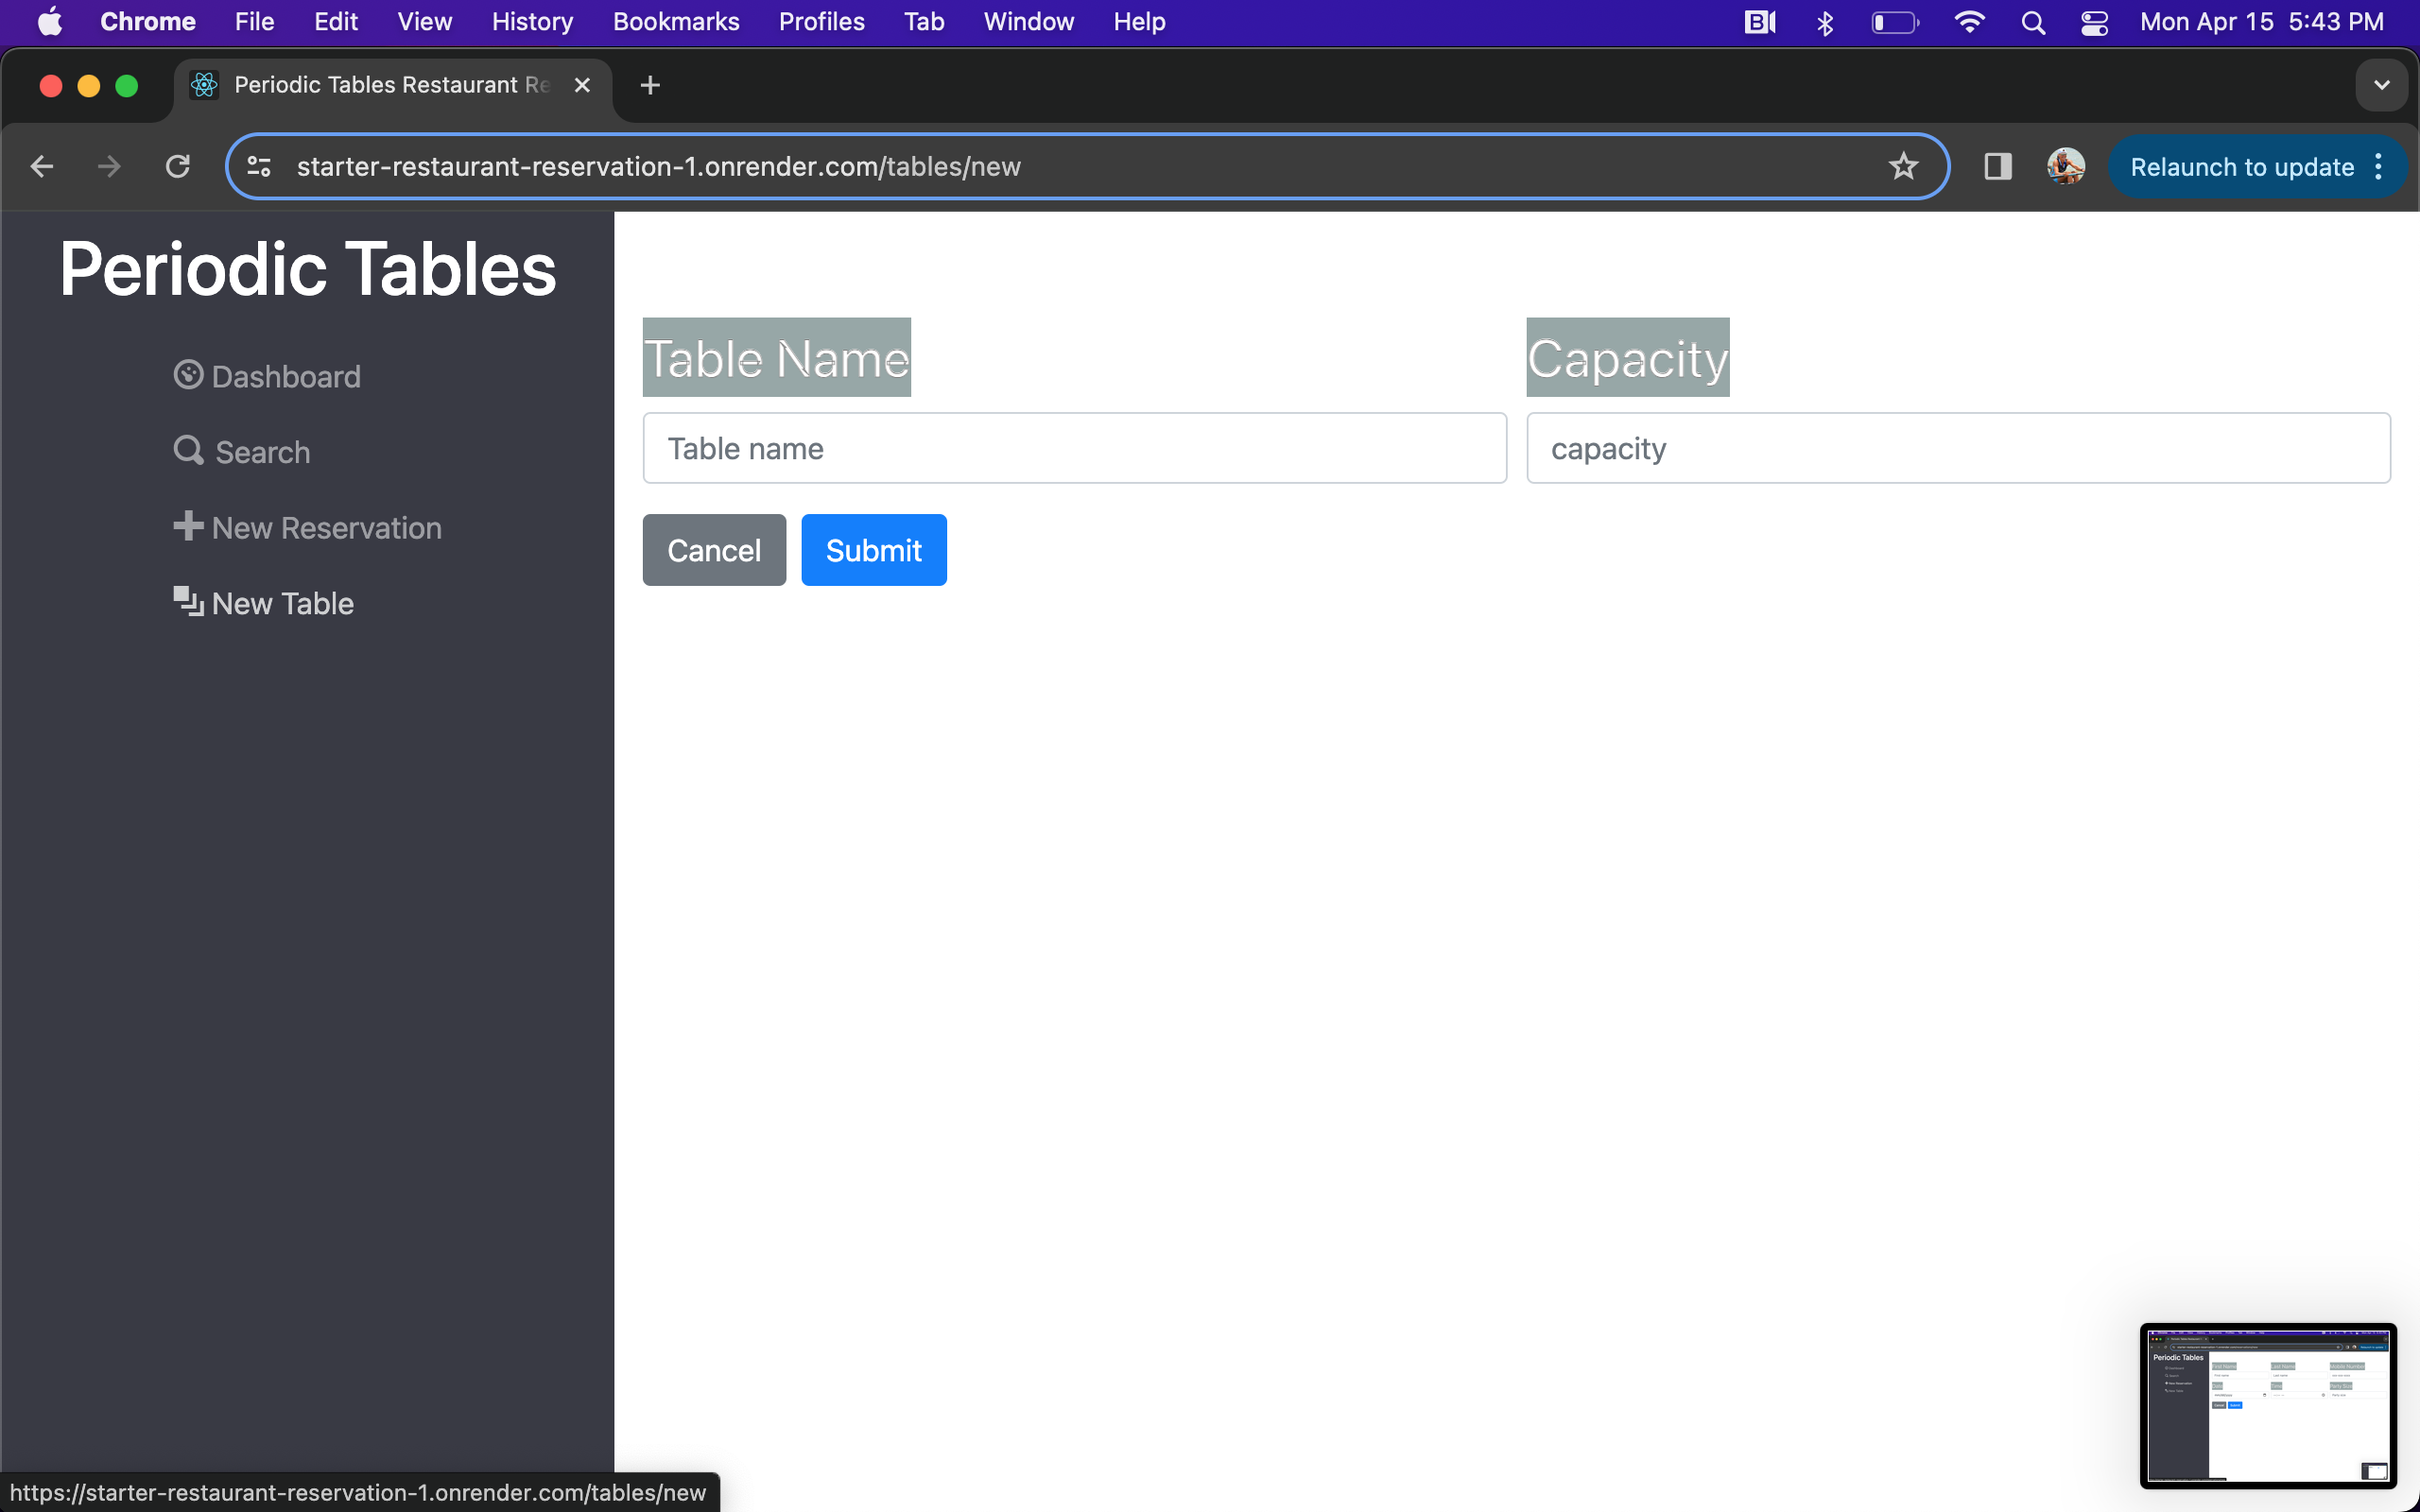 Chrome File Edit View History Bookmarks Profiles Tab Window Help Mon Apr 15 5:43 PM
Periodic Tables Restaurant Re
starter-restaurant-reservation-1.onrender.com/tables/new Relaunch to update
Periodic Tables
Dashboard
Search
New Reservation
New Table
Table Name Capacity
Table name capacity
Cancel Submit
Periodic Tables
https://starter-restaurant-reservation-1.onrender.com/tables/new